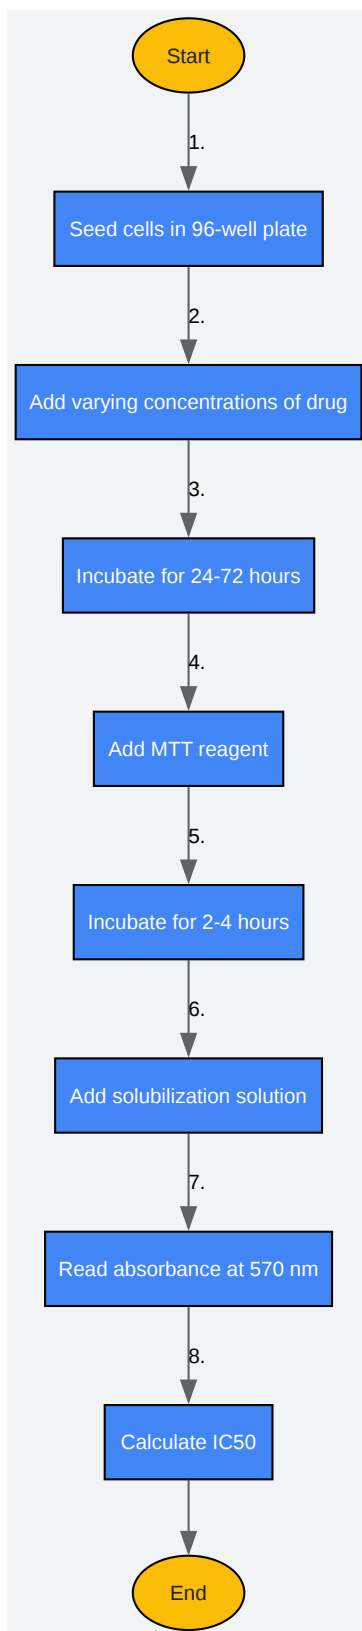 Start
1.
Seed cells in 96-well plate
2.
Add varying concentrations of drug
3.
Incubate for 24-72 hours
4.
Add MTT reagent
5.
Incubate for 2-4 hours
6.
Add solubilization solution
7.
Read absorbance at 570 nm
8.
Calculate IC50
End